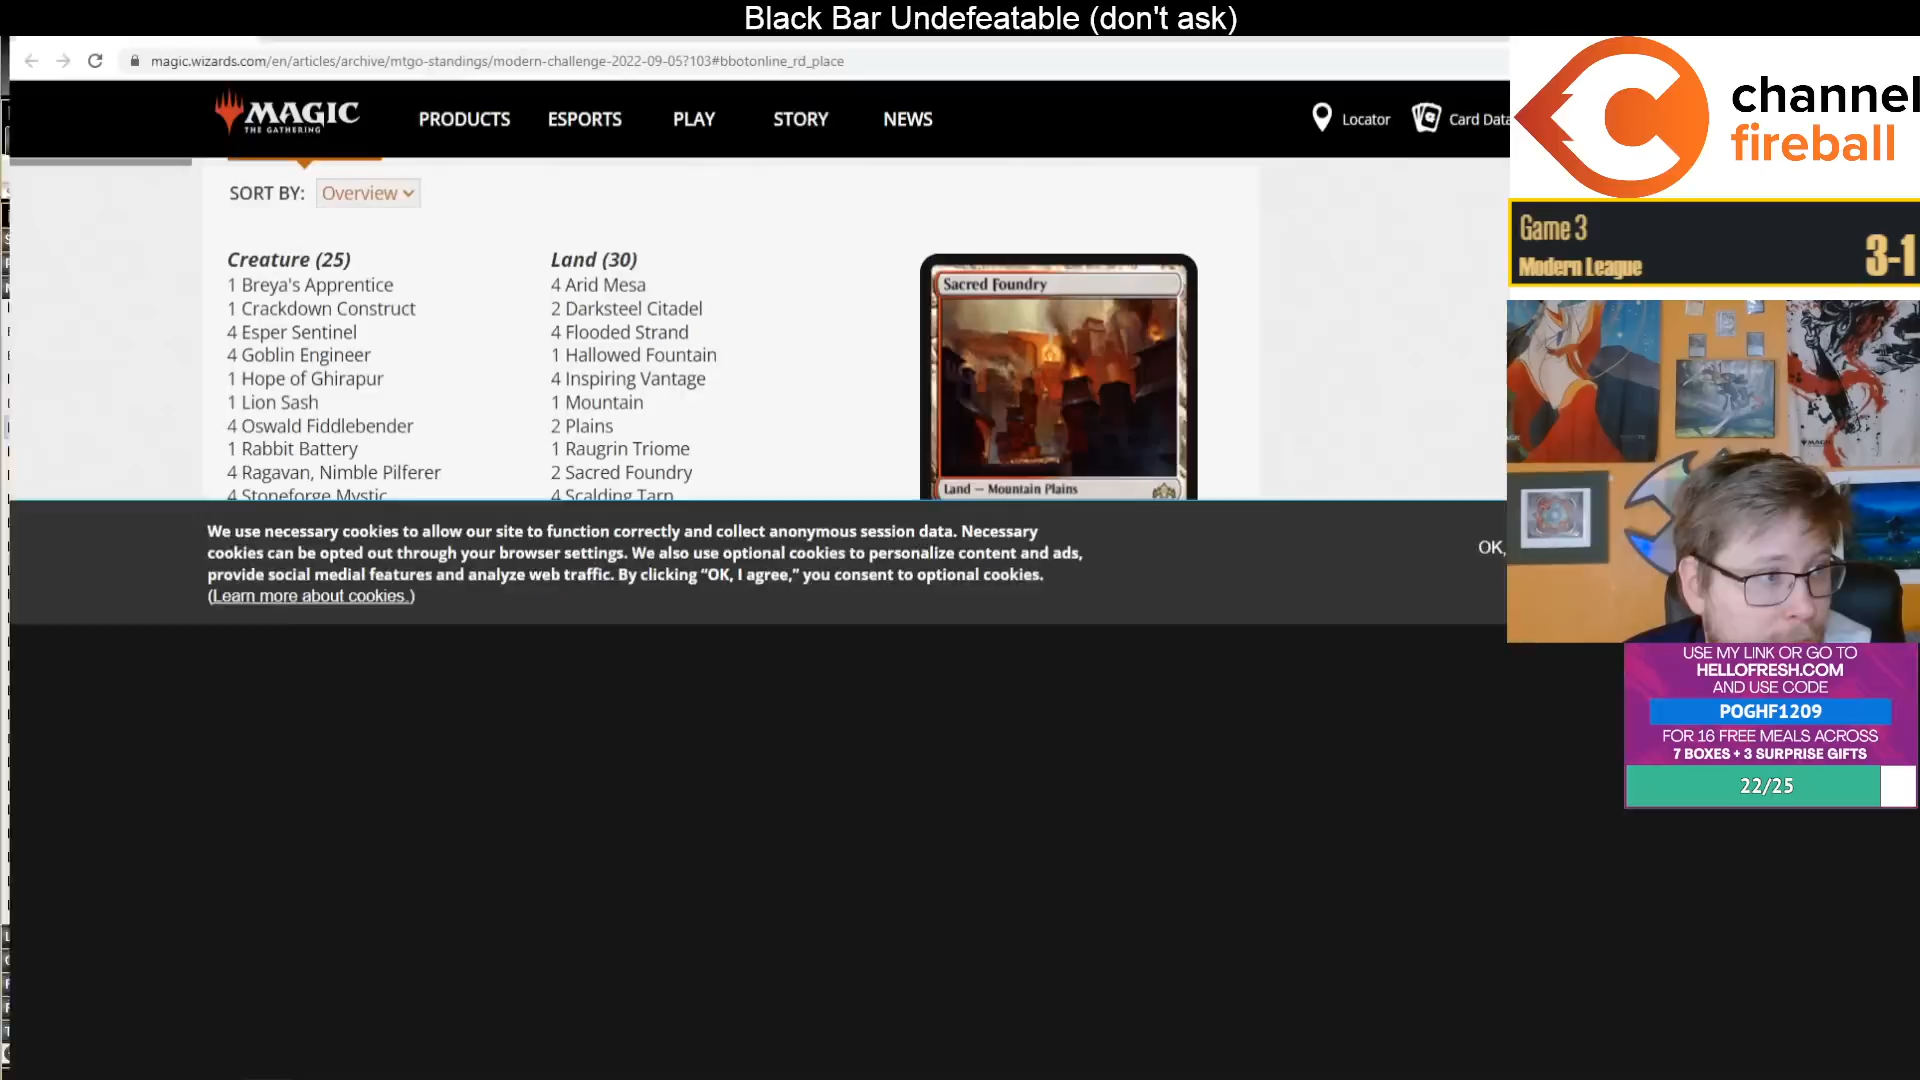 Black Bar Undefeatable (don't ask)
magic.wizards.com/en/articles/archive/mtgo-standings/modern-challenge-2022-09-05?103#bbotonline_rd_place
MAGIC
THE GATHERING
PRODUCTS
ESPORTS
PLAY
STORY
NEWS
Locator
Card Data
SORT BY:
Overview
Creature (25)
1 Breya's Apprentice
1 Crackdown Construct
4 Esper Sentinel
4 Goblin Engineer
1 Hope of Ghirapur
1 Lion Sash
4 Oswald Fiddlebender
1 Rabbit Battery
4 Ragavan, Nimble Pilferer
4 Stoneforge Mystic
Land (30)
4 Arid Mesa
2 Darksteel Citadel
4 Flooded Strand
1 Hallowed Fountain
4 Inspiring Vantage
1 Mountain
2 Plains
1 Raugrin Triome
2 Sacred Foundry
4 Scalding Tarn
Sacred Foundry
Land — Mountain Plains
We use necessary cookies to allow our site to function correctly and collect anonymous session data. Necessary
cookies can be opted out through your browser settings. We also use optional cookies to personalize content and ads,
provide social medial features and analyze web traffic. By clicking “OK, I agree,” you consent to optional cookies.
(Learn more about cookies.)
OK,
channel
fireball
Game 3
Modern League
3-1
USE MY LINK OR GO TO
HELLOFRESH.COM
AND USE CODE
POGHF1209
FOR 16 FREE MEALS ACROSS
7 BOXES + 3 SURPRISE GIFTS
22/25